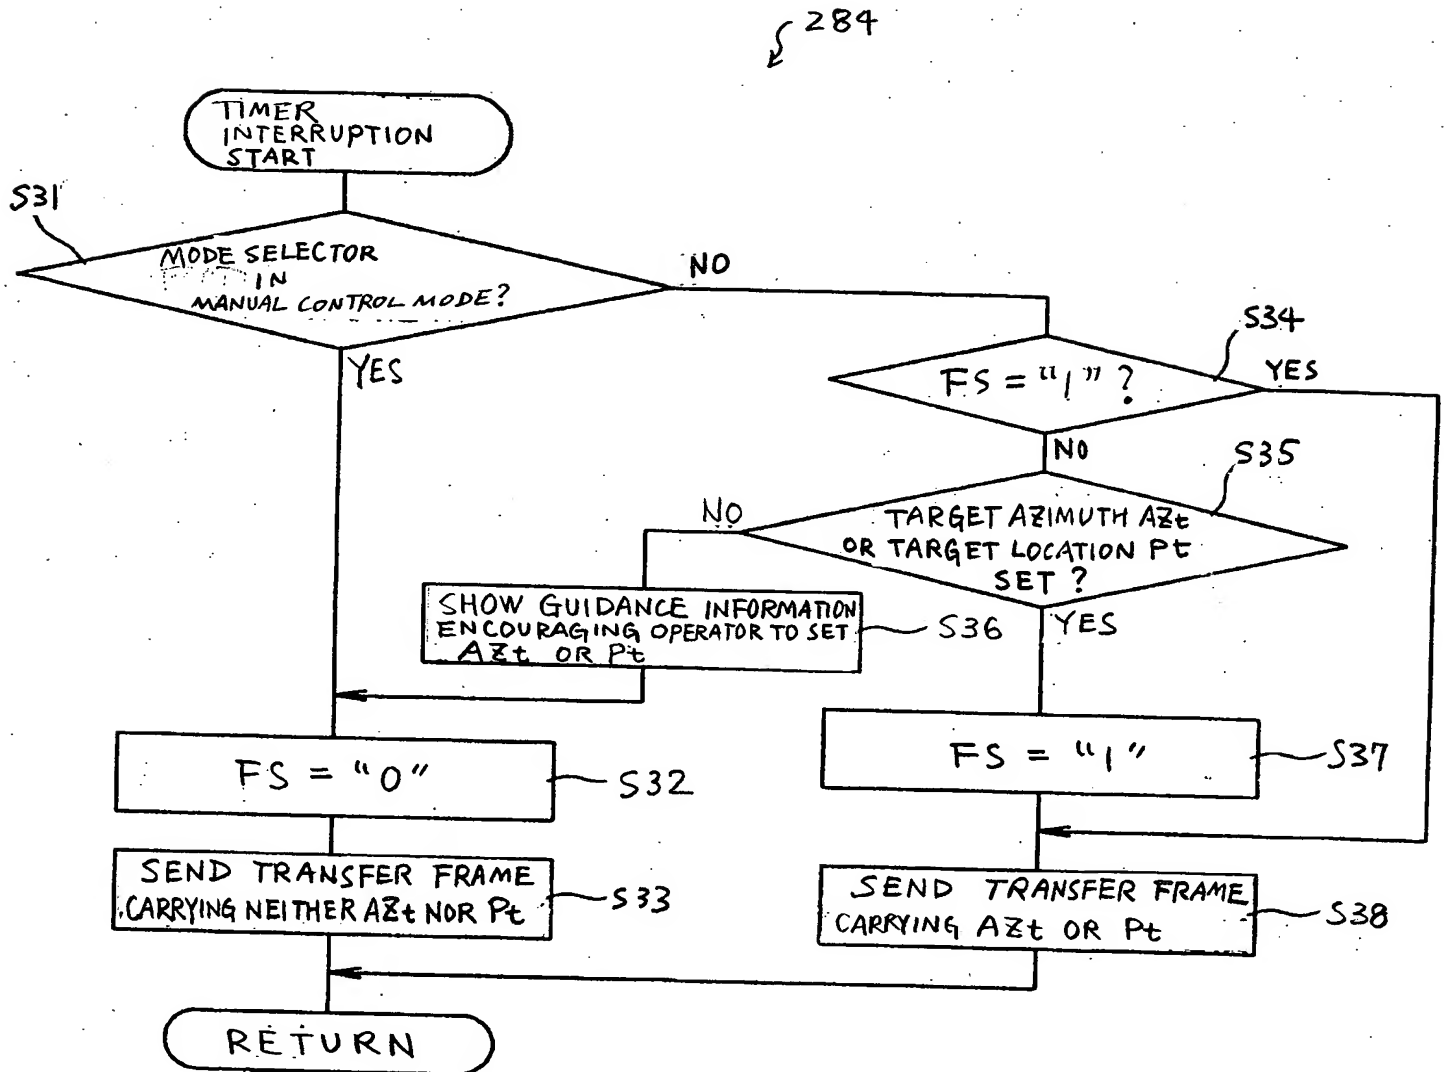 284
TIMER
INTERRUPTION
START
S31
MODE SELECTOR
IN
MANUAL CONTROL MODE?
NO
YES
S34
FS = "1" ?
YES
NO
S35
TARGET AZIMUTH AZt
OR TARGET LOCATION Pt
SET ?
NO
YES
SHOW GUIDANCE INFORMATION
ENCOURAGING OPERATOR TO SET
AZt OR Pt
S36
FS = "0"
S32
FS = "1"
S37
SEND TRANSFER FRAME
CARRYING NEITHER AZt NOR Pt
S33
SEND TRANSFER FRAME
CARRYING AZt OR Pt
S38
RETURN